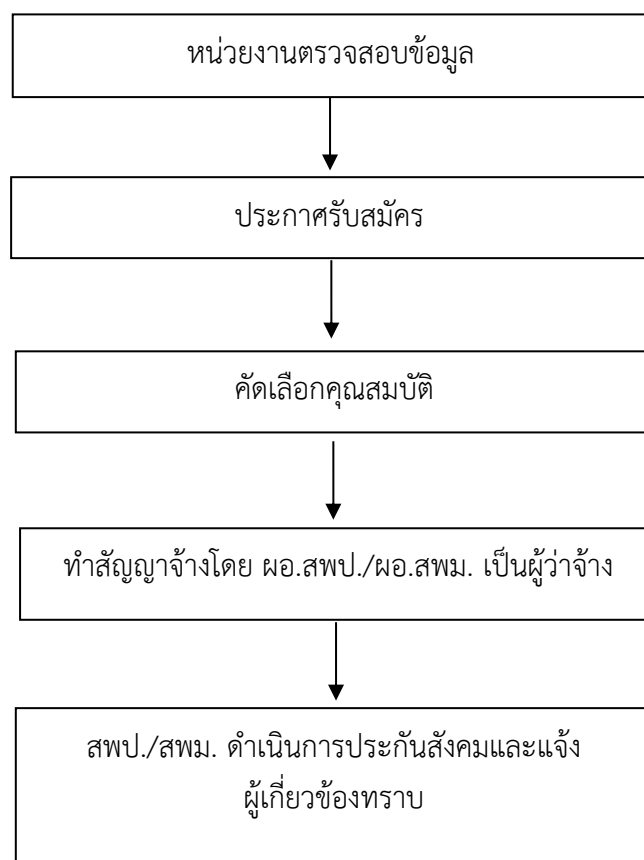 หน่วยงานตรวจสอบข้อมูล
ประกาศรับสมัคร
คัดเลือกคุณสมบัติ
ทำสัญญาจ้างโดย ผอ.สพป./ผอ.สพม. เป็นผู้ว่าจ้าง
สพป./สพม. ดำเนินการประกันสังคมและแจ้ง
ผู้เกี่ยวข้องทราบ